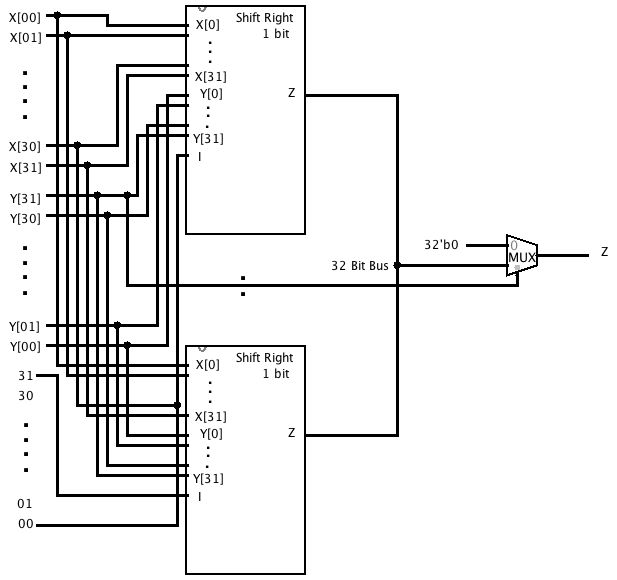 X[00]
X[01]
X[30]
X[31]
Y[31]
Y[30]
Y[01]
Y[00]
31
30
01
00
Shift Right
1 bit
X[0]
X[31]
Y[0]
Y[31]
I
Z
Shift Right
1 bit
X[0]
X[31]
Y[0]
Y[31]
I
Z
32'b0
32 Bit Bus
0
MUX
Z